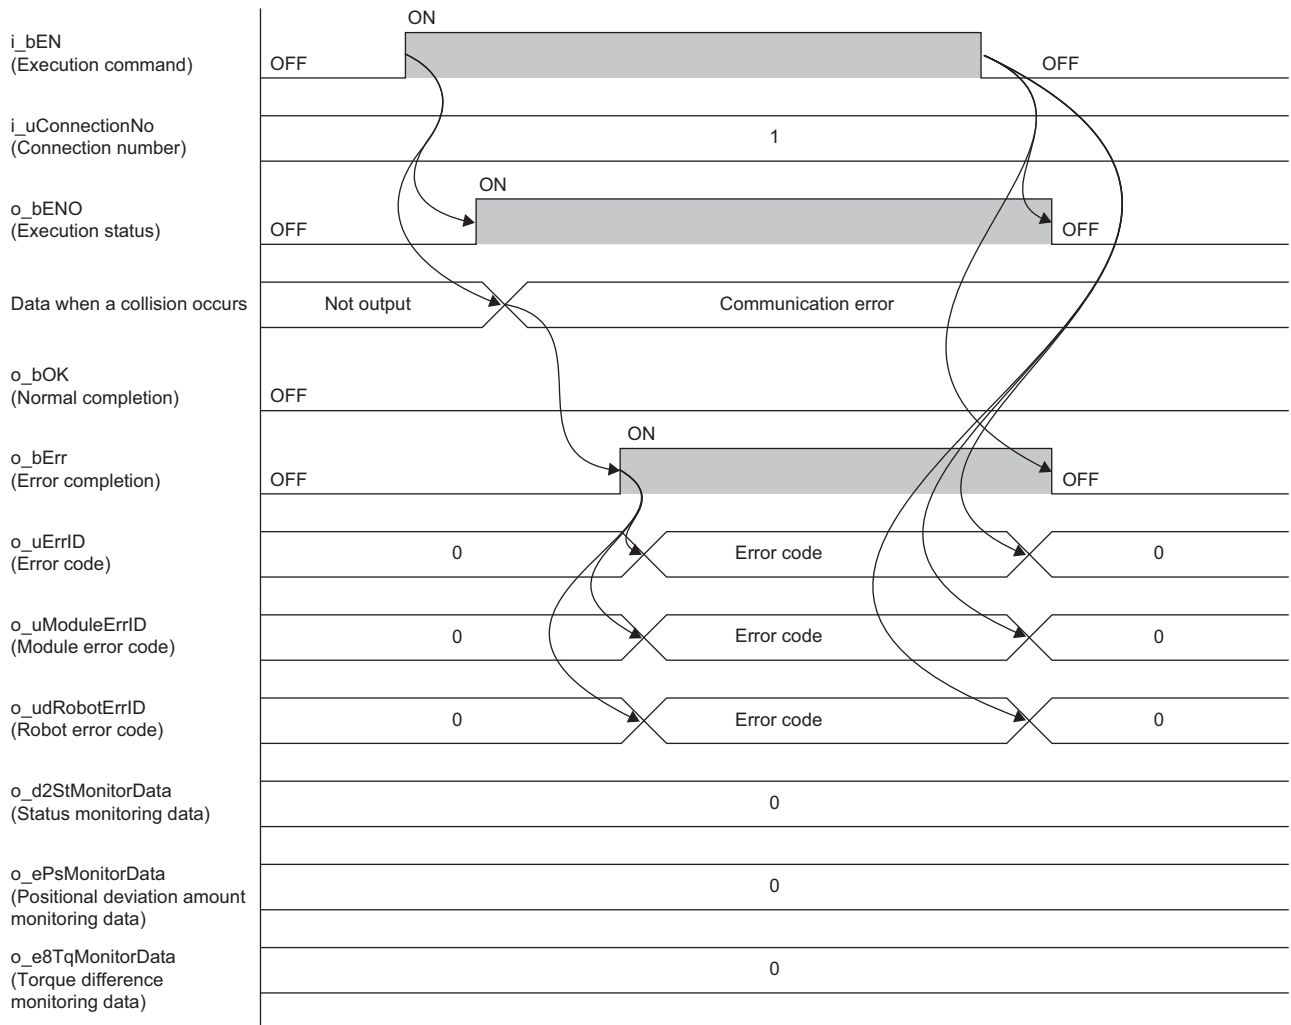 ON
i_bEN
(Execution command)
OFF
OFF
i_uConnectionNo
(Connection number)
1
ON
o_bENO
(Execution status)
OFF
OFF
Data when a collision occurs
Not output
Communication error
o_bOK
(Normal completion)
OFF
ON
o_bErr
(Error completion)
OFF
OFF
o_uErrID
(Error code)
0
Error code
0
o_uModuleErrID
(Module error code)
0
Error code
0
o_udRobotErrID
(Robot error code)
0
Error code
0
o_d2StMonitorData
(Status monitoring data)
0
o_ePsMonitorData
(Positional deviation amount
monitoring data)
0
o_e8TqMonitorData
(Torque difference
monitoring data)
0